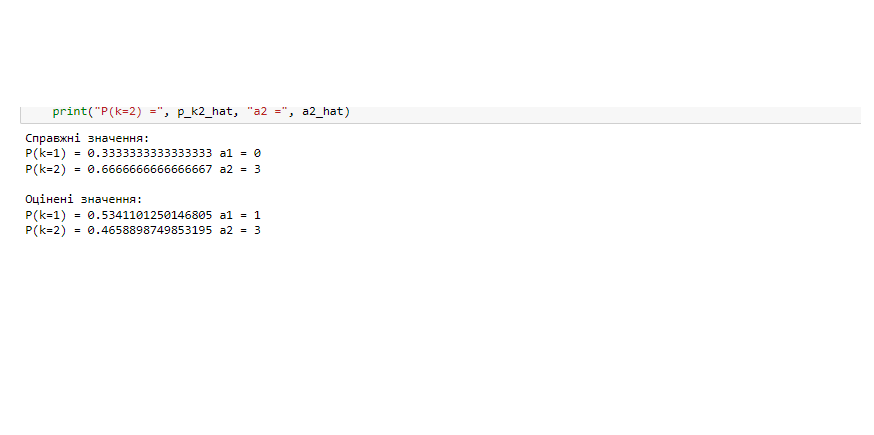 print("P(k=2) =", p_k2_hat, "a2 =", a2_hat)
Справжні значення:
P(k=1) = 0.3333333333333333 a1 = 0
P(k=2) = 0.6666666666666667 a2 = 3
Оцінені значення:
P(k=1) = 0.5341101250146805 a1 = 1
P(k=2) = 0.4658898749853195 a2 = 3